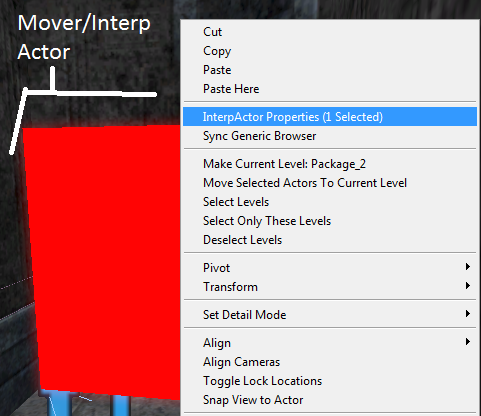 Mover/Interp
Actor
Cut
Copy
Paste
Paste Here
InterpActor Properties (1 Selected)
Sync Generic Browser
Make Current Level: Package_2
Move Selected Actors To Current Level
Select Levels
Select Only These Levels
Deselect Levels
Pivot
Transform
Set Detail Mode
Align
Align Cameras
Toggle Lock Locations
Snap View to Actor